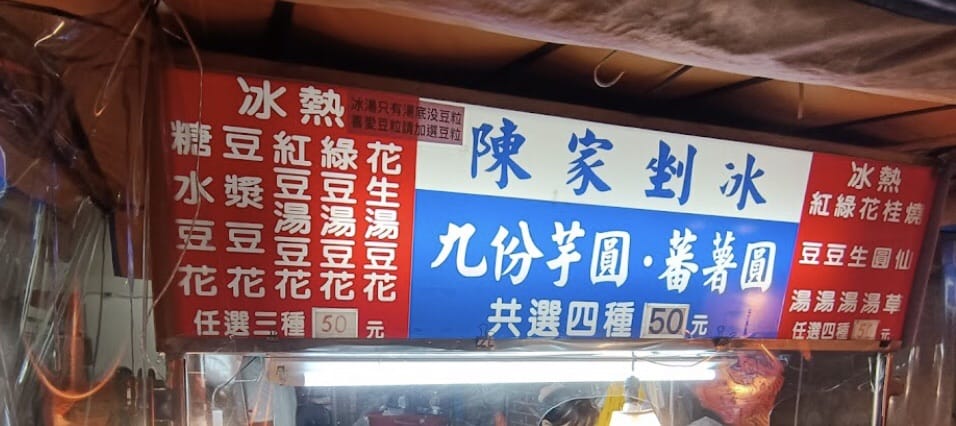 冰熱
糖水豆花
豆漿豆花
紅豆湯豆花
綠豆湯豆花
花生湯豆花
任選三種 50 元
冰湯只有湯底没豆粒
喜愛豆粒請加選豆粒
陳家剉冰
九份芋圓·蕃薯圓
共選四種 50 元
冰熱
紅豆湯
綠豆湯
花生湯
桂圓湯
燒仙草
任選四種 元